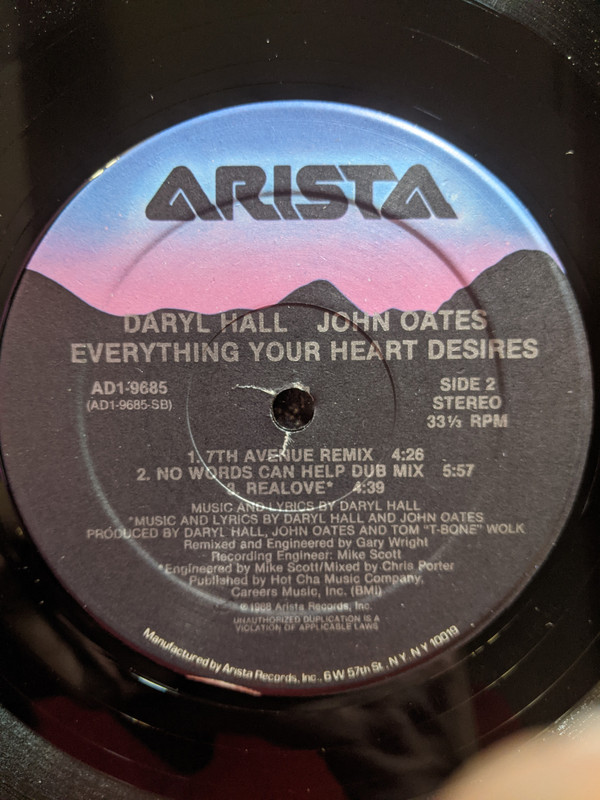 ARISTA
DARYL HALL JOHN OATES
EVERYTHING YOUR HEART DESIRES
AD1-9685
(AD1-9685-SB)
SIDE 2
STEREO
33⅓ RPM
1. 7TH AVENUE REMIX 4:26
2. NO WORDS CAN HELP DUB MIX 5:57
3. REALOVE* 4:39
MUSIC AND LYRICS BY DARYL HALL
*MUSIC AND LYRICS BY DARYL HALL AND JOHN OATES
PRODUCED BY DARYL HALL, JOHN OATES AND TOM "T-BONE" WOLK
Remixed and Engineered by Gary Wright
Recording Engineer: Mike Scott
*Engineered by Mike Scott/Mixed by Chris Porter
Published by Hot Cha Music Company,
Careers Music, Inc. (BMI)
℗ 1988 Arista Records, Inc.
UNAUTHORIZED DUPLICATION IS A
VIOLATION OF APPLICABLE LAWS
Manufactured by Arista Records, Inc., 6 W 57th St., N.Y. N.Y. 10019